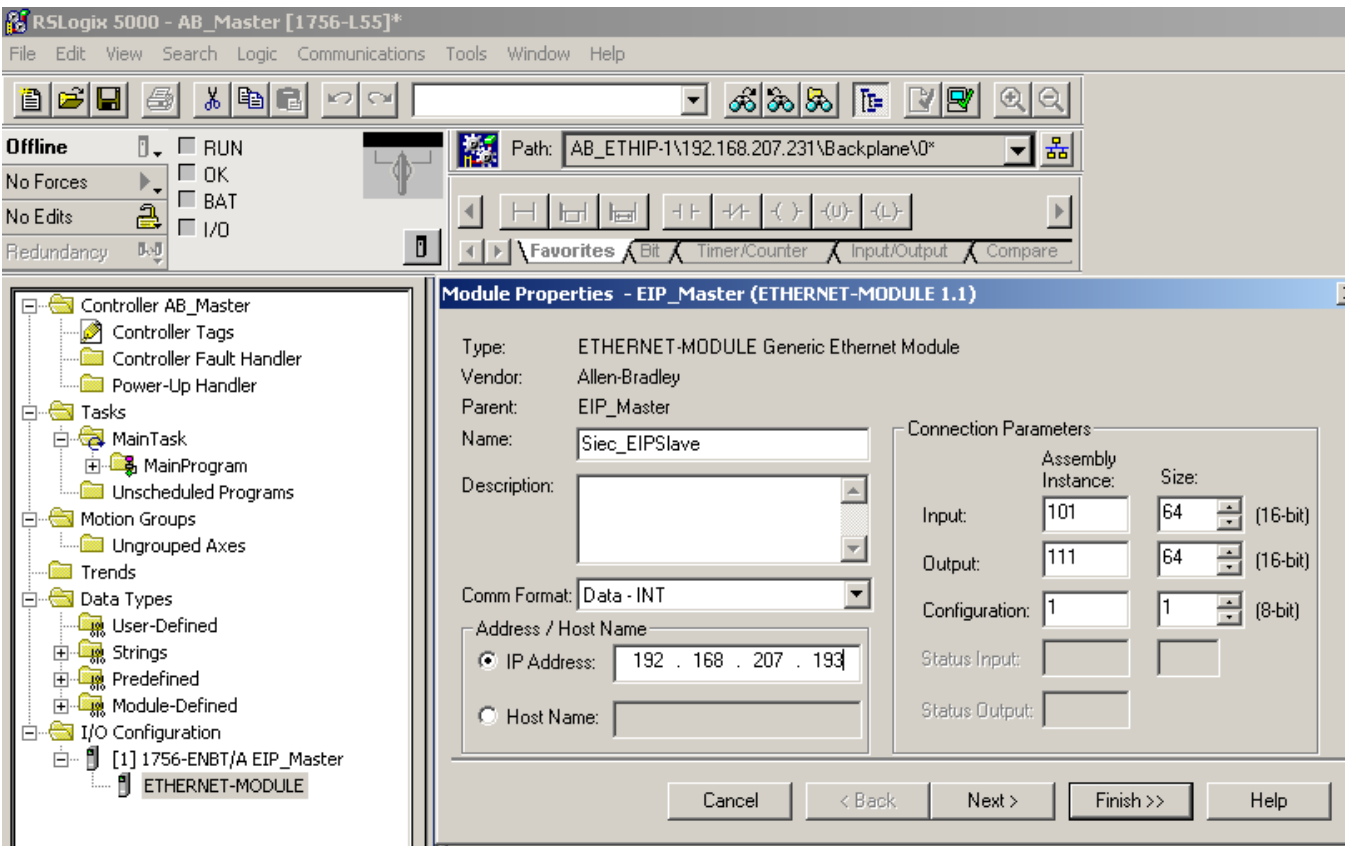 RSLogix 5000 - AB_Master [1756-L55]*
File Edit View Search Logic Communications Tools Window Help
Offline
RUN
Path: AB_ETHIP-1\192.168.207.231\Backplane\0*
No Forces
OK
BAT
No Edits
I/O
Redundancy
Favorites Bit Timer/Counter Input/Output Compare
Controller AB_Master
Controller Tags
Controller Fault Handler
Power-Up Handler
Tasks
MainTask
MainProgram
Unscheduled Programs
Motion Groups
Ungrouped Axes
Trends
Data Types
User-Defined
Strings
Predefined
Module-Defined
I/O Configuration
[1] 1756-ENBT/A EIP_Master
ETHERNET-MODULE
Module Properties - EIP_Master (ETHERNET-MODULE 1.1)
Type: ETHERNET-MODULE Generic Ethernet Module
Vendor: Allen-Bradley
Parent: EIP_Master
Name: Siec_EIPSlave
Description:
Comm Format: Data - INT
Address / Host Name
IP Address: 192 . 168 . 207 . 193
Host Name:
Connection Parameters
Assembly
Instance: Size:
Input: 101 64 (16-bit)
Output: 111 64 (16-bit)
Configuration: 1 1 (8-bit)
Status Input:
Status Output:
Cancel < Back Next > Finish >> Help